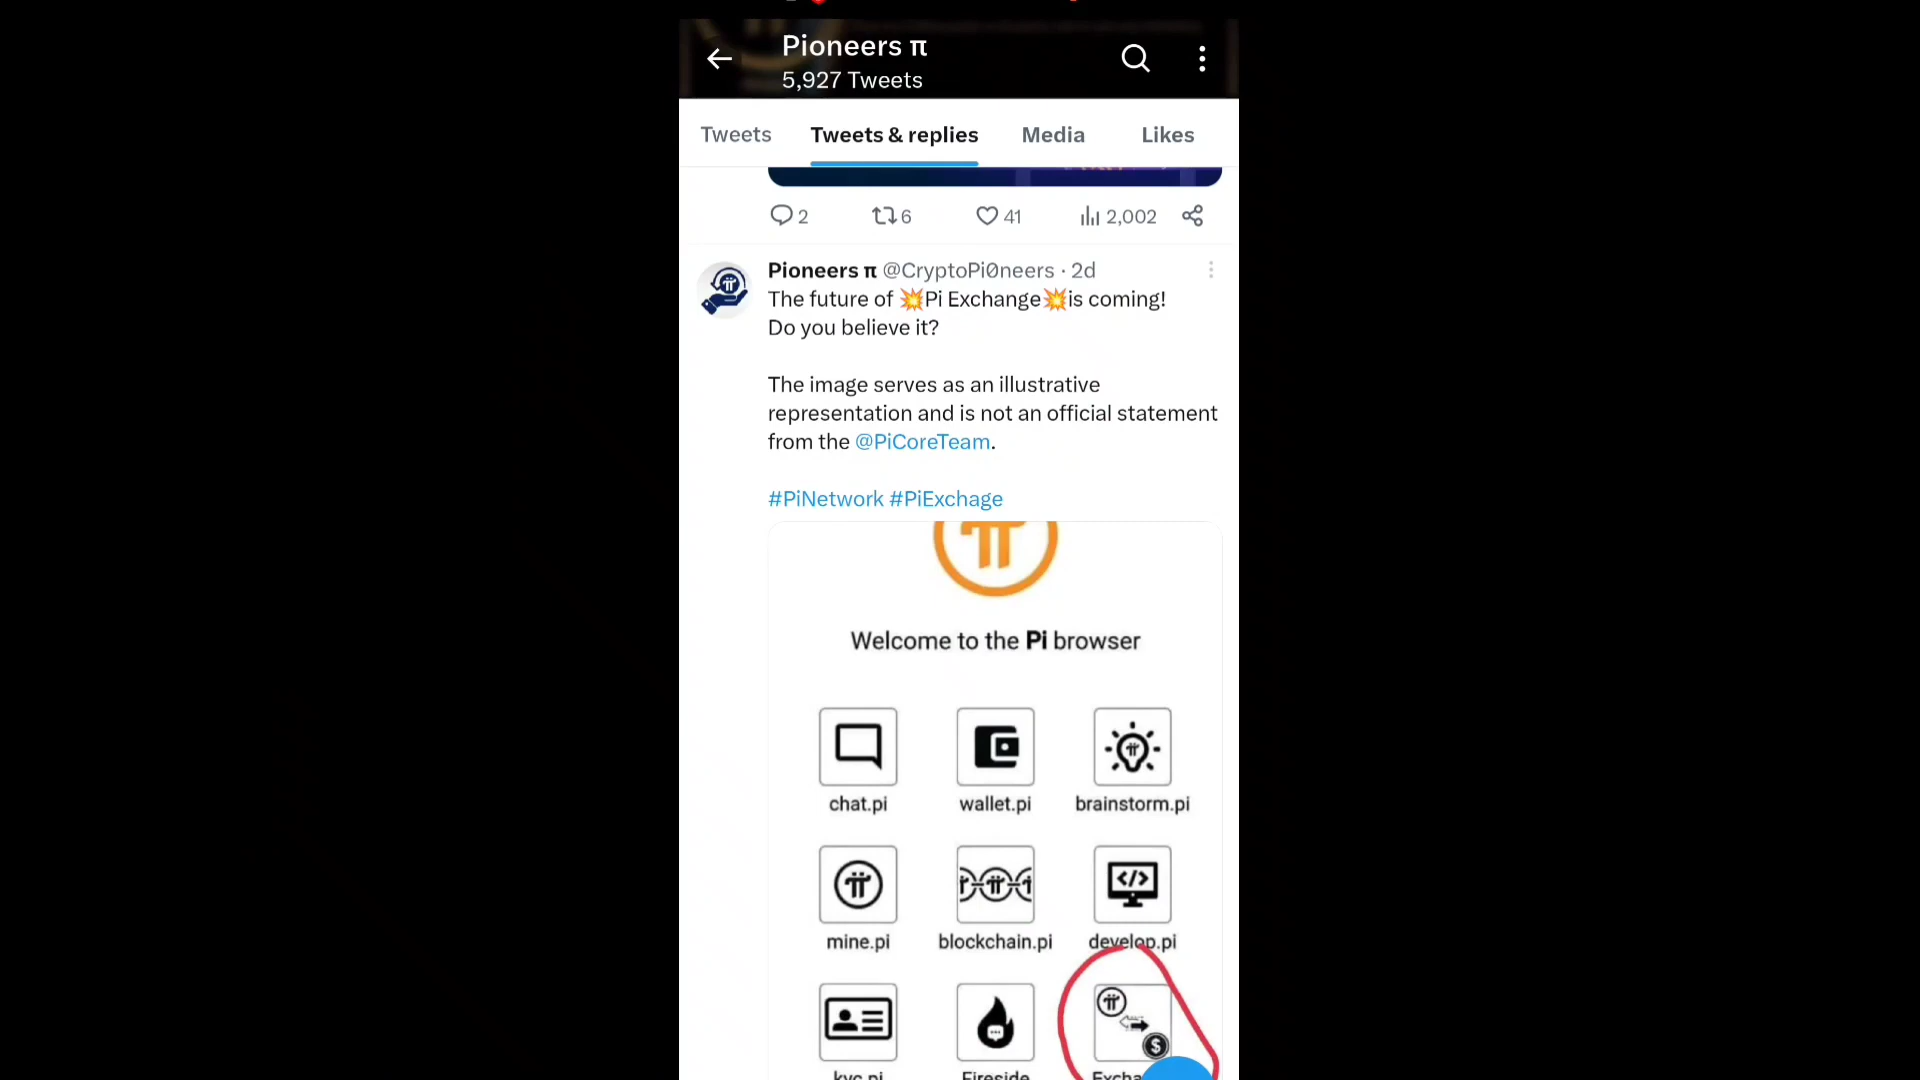 Pioneers π
5,927 Tweets
Tweets Tweets & replies Media Likes
2 6 41 2,002
Pioneers π @CryptoPi0neers · 2d
The future of 💥Pi Exchange💥is coming!
Do you believe it?
The image serves as an illustrative
representation and is not an official statement
from the @PiCoreTeam.
#PiNetwork #PiExchage
Welcome to the Pi browser
chat.pi wallet.pi brainstorm.pi
mine.pi blockchain.pi develop.pi
kyc.pi Fireside